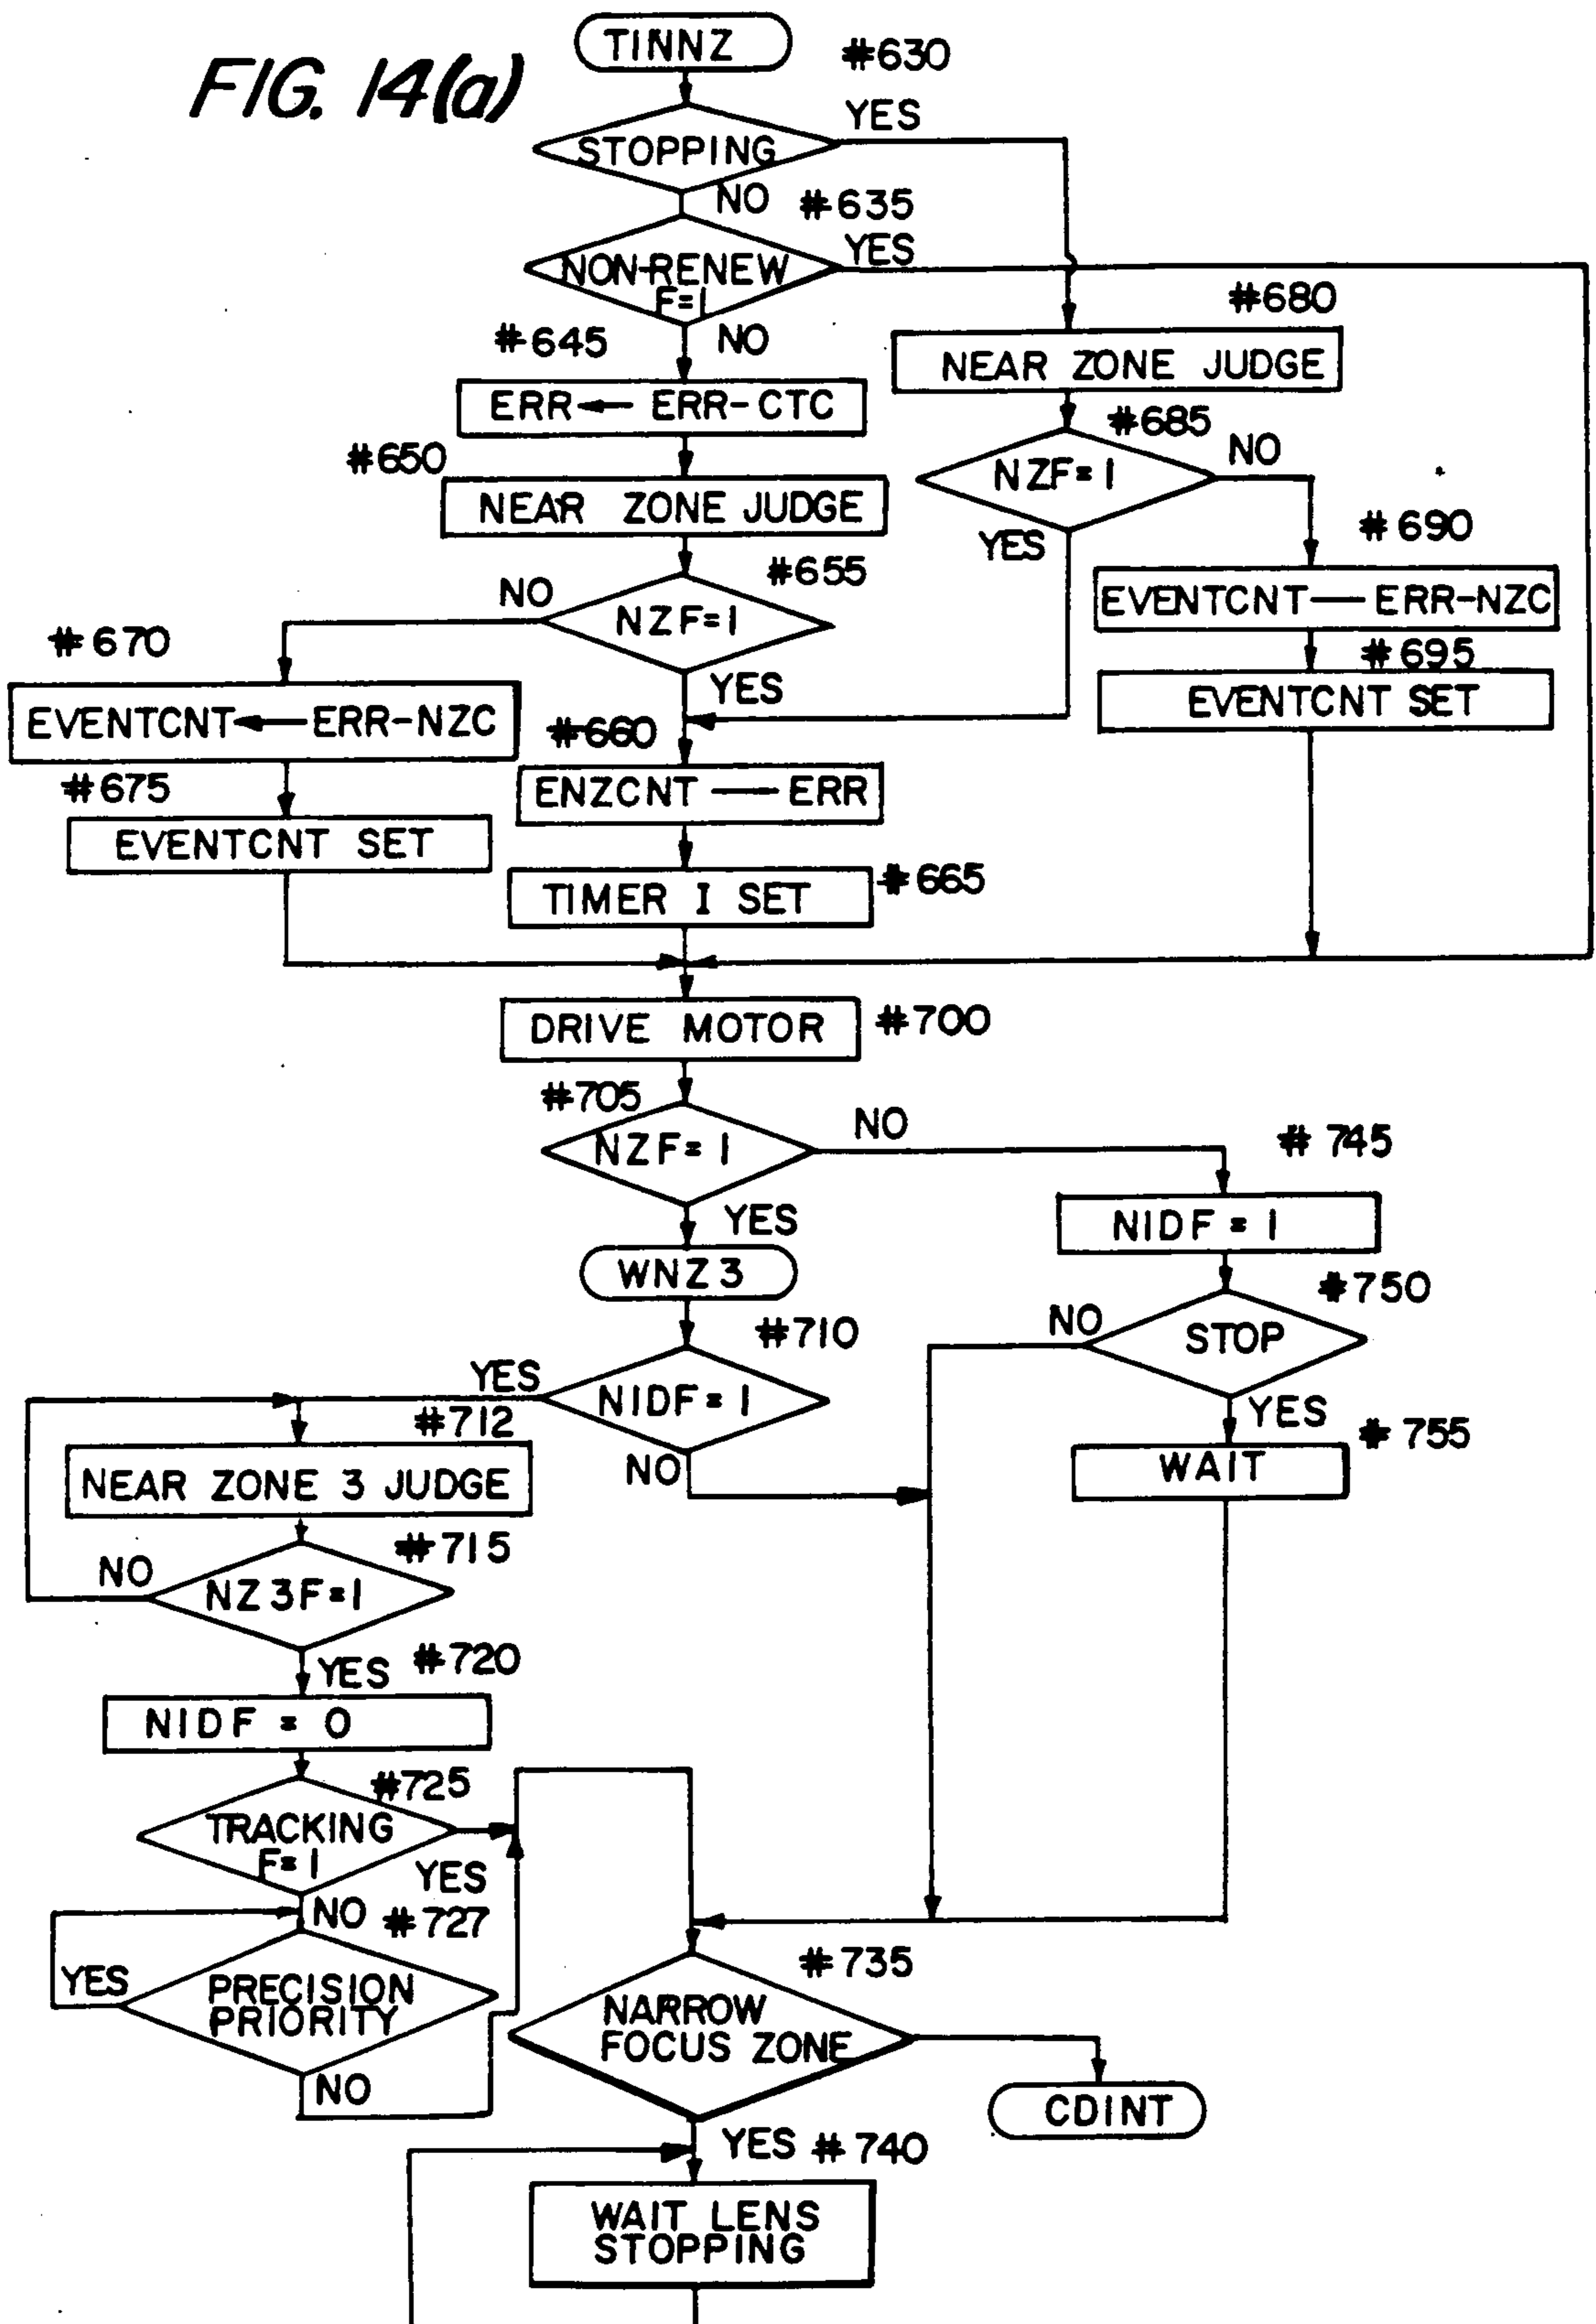 FIG. 14(a)
TINNZ
#630
STOPPING
YES
NO
#635
NON-RENEW
F=1
YES
NO
#645
ERR ← ERR-CTC
#680
NEAR ZONE JUDGE
#650
NEAR ZONE JUDGE
#685
NZF=1
NO
YES
#655
NZF=1
NO
YES
#690
EVENTCNT — ERR-NZC
#695
EVENTCNT SET
#670
EVENTCNT ← ERR-NZC
#675
EVENTCNT SET
#660
ENZCNT — ERR
TIMER I SET
#665
DRIVE MOTOR
#700
#705
NZF=1
NO
YES
#745
NIDF=1
WNZ3
#750
STOP
NO
YES
#710
NIDF=1
YES
NO
#755
WAIT
#712
NEAR ZONE 3 JUDGE
#715
NZ3F=1
NO
YES
#720
NIDF = 0
#725
TRACKING
F=1
YES
NO
#727
PRECISION
PRIORITY
YES
NO
#735
NARROW
FOCUS ZONE
CDINT
YES
#740
WAIT LENS
STOPPING